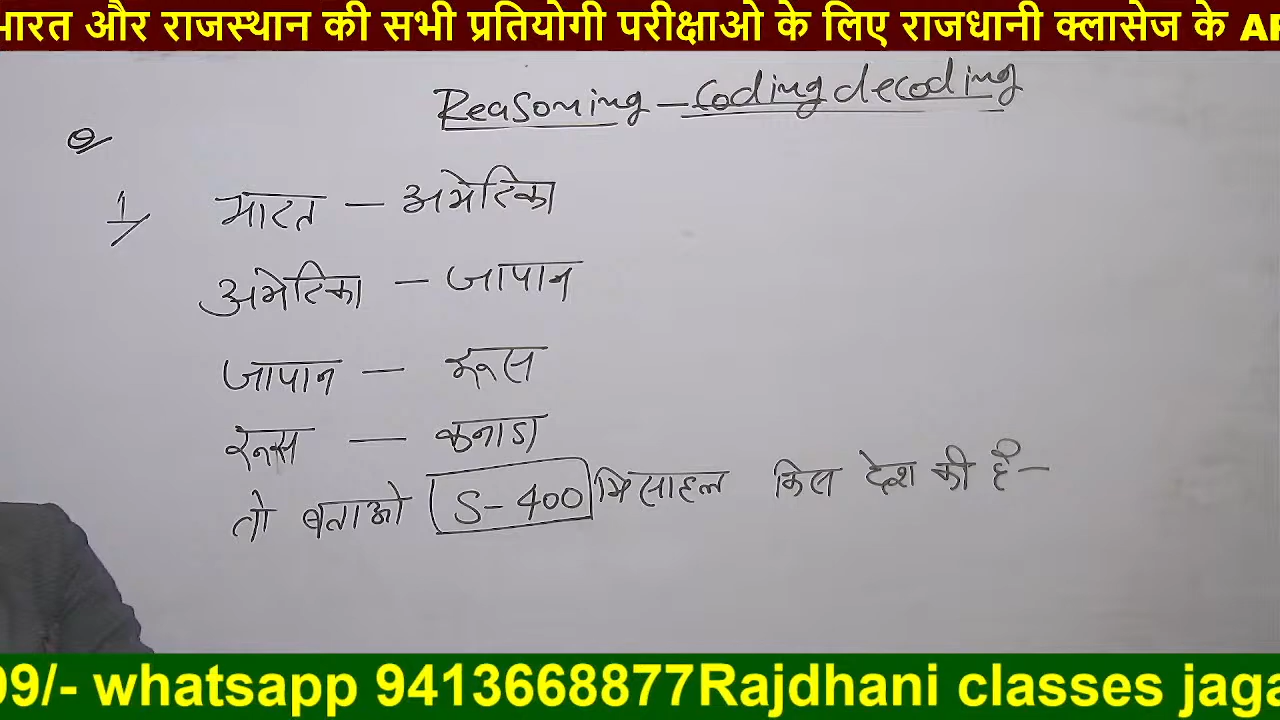 भारत और राजस्थान की सभी प्रतियोगी परीक्षाओ के लिए राजधानी क्लासेज के
Reasoning - Coding decoding
Q
1 भारत - अमेरिका
अमेरिका - जापान
जापान - रूस
रूस - कनाडा
तो बताओ S-400 मिसाइल किस देश की है -
99/- whatsapp 9413668877Rajdhani classes jaga